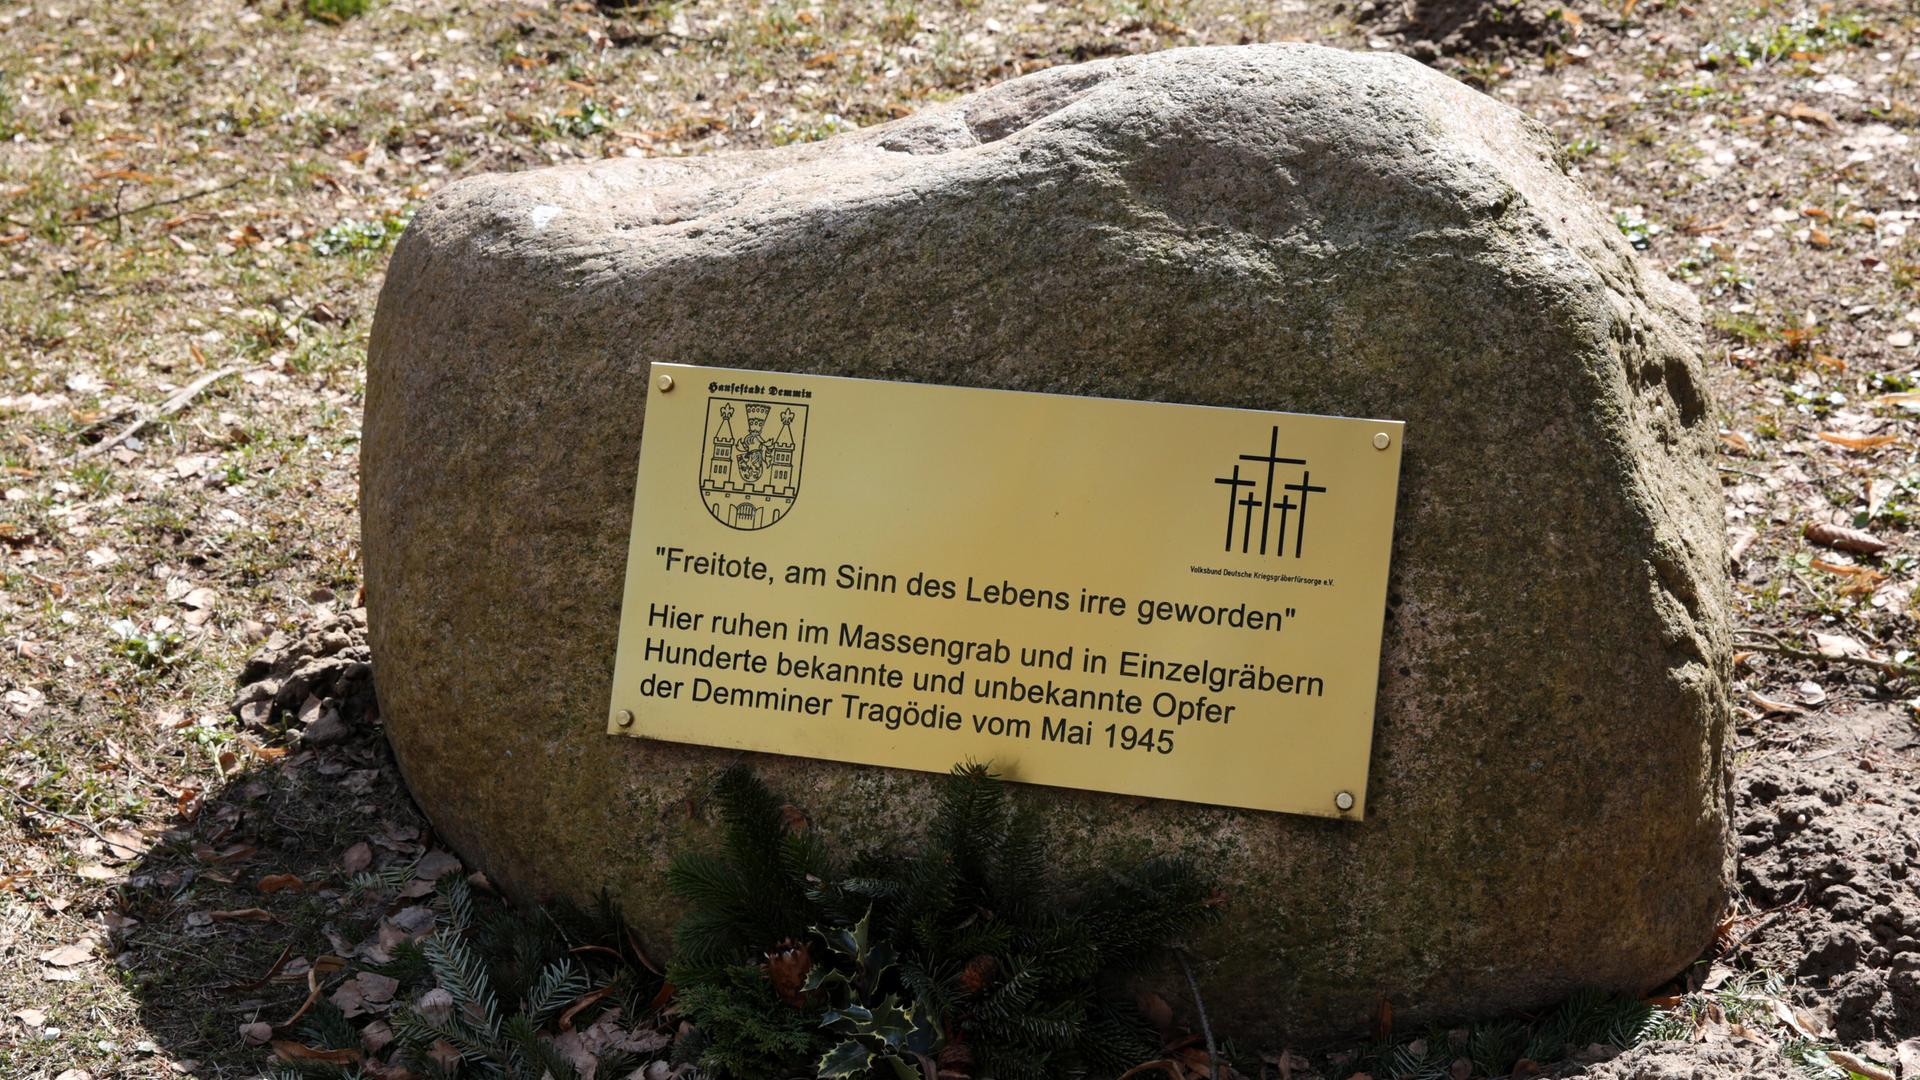 Hansestadt Demmin
Volksbund Deutsche Kriegsgräberfürsorge e.V.
"Freitote, am Sinn des Lebens irre geworden"
Hier ruhen im Massengrab und in Einzelgräbern
Hunderte bekannte und unbekannte Opfer
der Demminer Tragödie vom Mai 1945